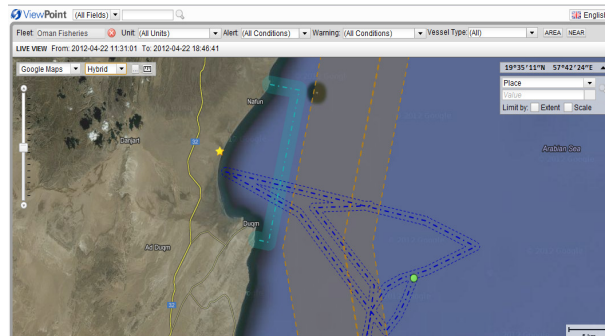 ViewPoint (All Fields) English
Fleet: Oman Fisheries Unit: (All Units) Alert: (All Conditions) Warning: (All Conditions) Vessel Type: (All) AREA NEAR
LIVE VIEW From: 2012-04-22 11:31:01 To: 2012-04-22 18:46:41
Google Maps Hybrid
19°35'11"N 57°42'24"E
Place
Value
Limit by: Extent Scale
Nafun
32
Arabian Sea
Duqm
Ad Duqm
32